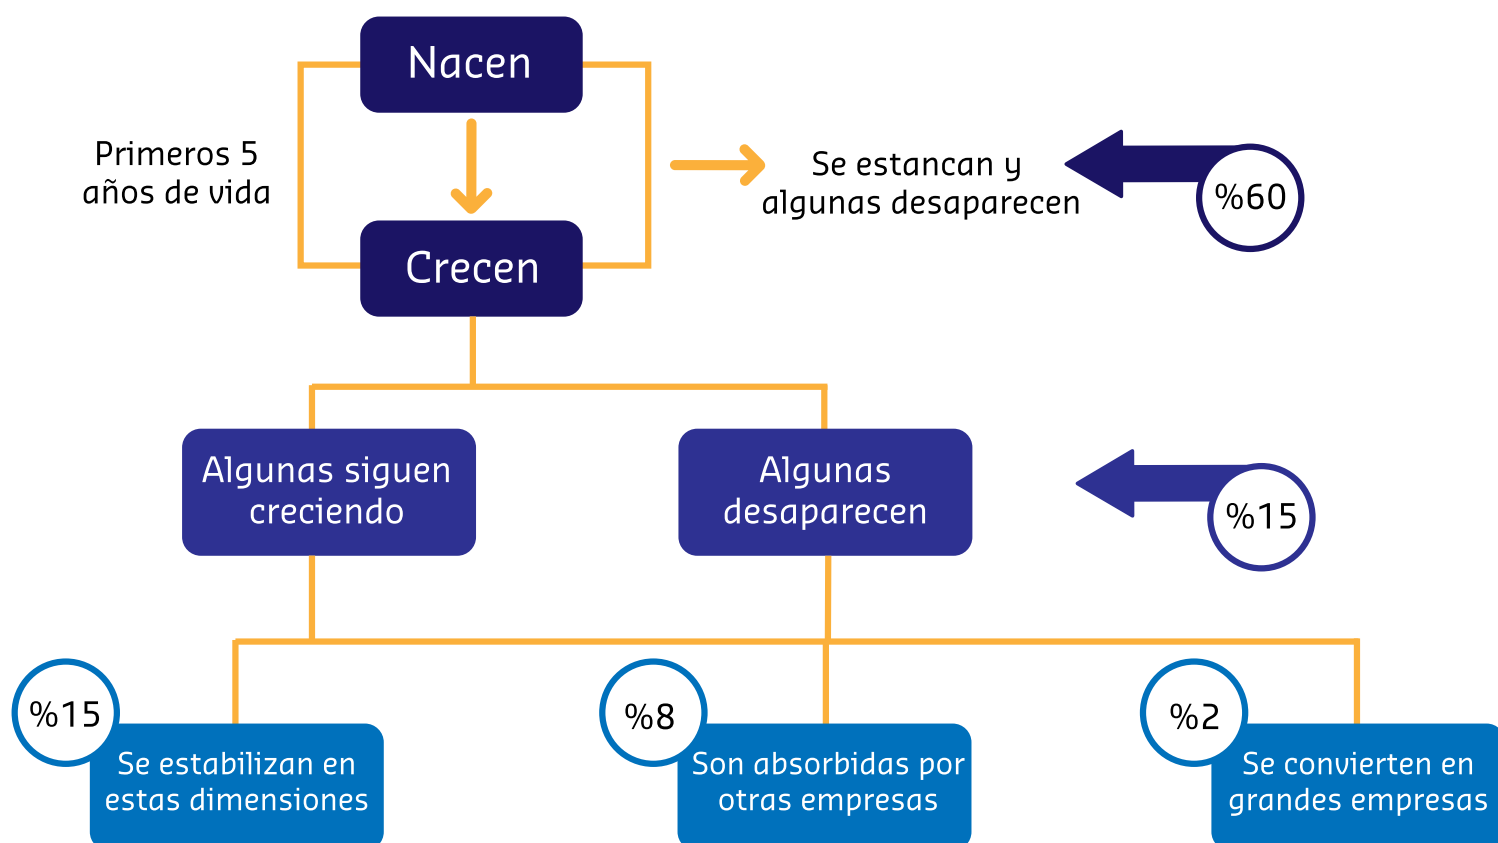 Nacen
Primeros 5
años de vida
Se estancan y
algunas desaparecen
%60
Crecen
Algunas siguen
creciendo
Algunas
desaparecen
%15
%15
Se estabilizan en
estas dimensiones
%8
Son absorbidas por
otras empresas
%2
Se convierten en
grandes empresas